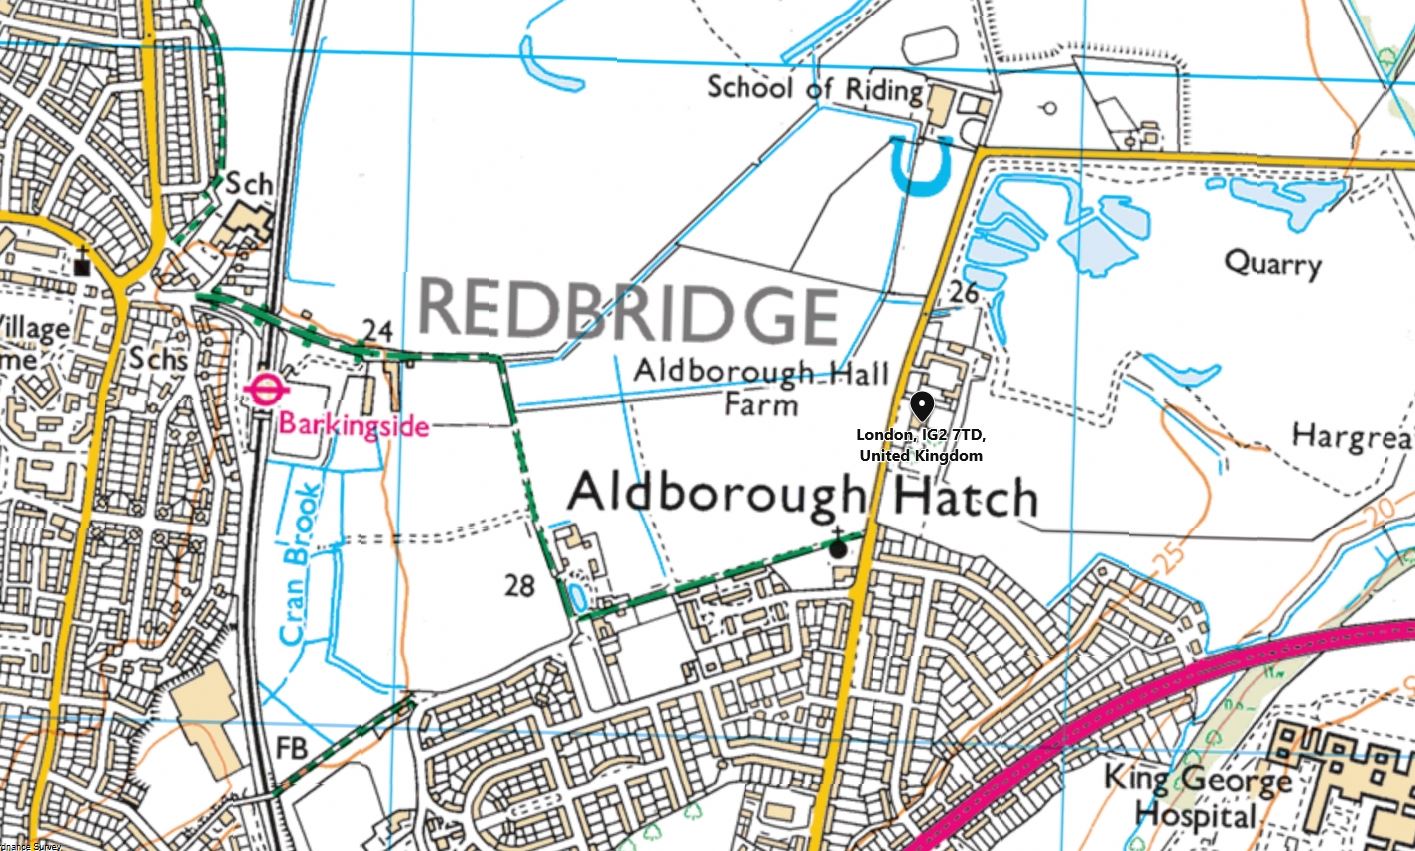 School of Riding
Sch
REDBRIDGE
Quarry
26
24
Village
me
Schs
Aldborough Hall
Farm
Barkingside
London, IG2 7TD,
United Kingdom
Hargrea
Aldborough Hatch
Cran Brook
20
25
28
FB
King George
Hospital